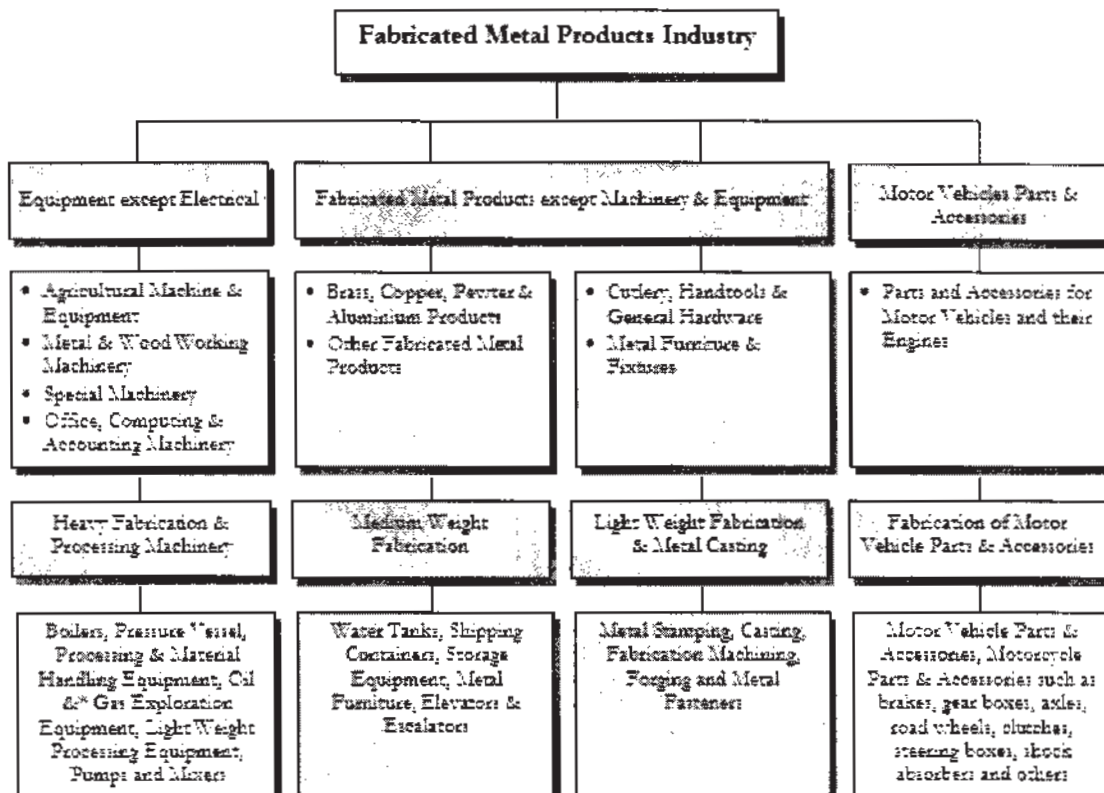 Fabricated Metal Products Industry
Equipment except Electrical
Fabricated Metal Products except Machinery & Equipment
Motor Vehicles Parts &
Accessories
• Agricultural Machine &
Equipment
• Metal & Wood Working
Machinery
• Special Machinery
• Office, Computing &
Accounting Machinery
• Brass, Copper, Pewter &
Aluminium Products
• Other Fabricated Metal
Products
• Cutlery, Handtools &
General Hardware
• Metal Furniture &
Fixtures
• Parts and Accessories for
Motor Vehicles and their
Engines
Heavy Fabrication &
Processing Machinery
Medium Weight
Fabrication
Light Weight Fabrication
& Metal Casting
Fabrication of Motor
Vehicle Parts & Accessories
Boilers, Pressure Vessel,
Processing & Material
Handling Equipment, Oil
&* Gas Exploration
Equipment, Light Weight
Processing Equipment,
Pumps and Mixers
Water Tanks, Shipping
Containers, Storage
Equipment, Metal
Furniture, Elevators &
Escalators
Metal Stamping, Casting,
Fabrication Machining,
Forging and Metal
Fasteners
Motor Vehicle Parts &
Accessories, Motorcycle
Parts & Accessories such as
brakes, gear boxes, axles,
road wheels, clutches,
steering boxes, shock
absorbers and others